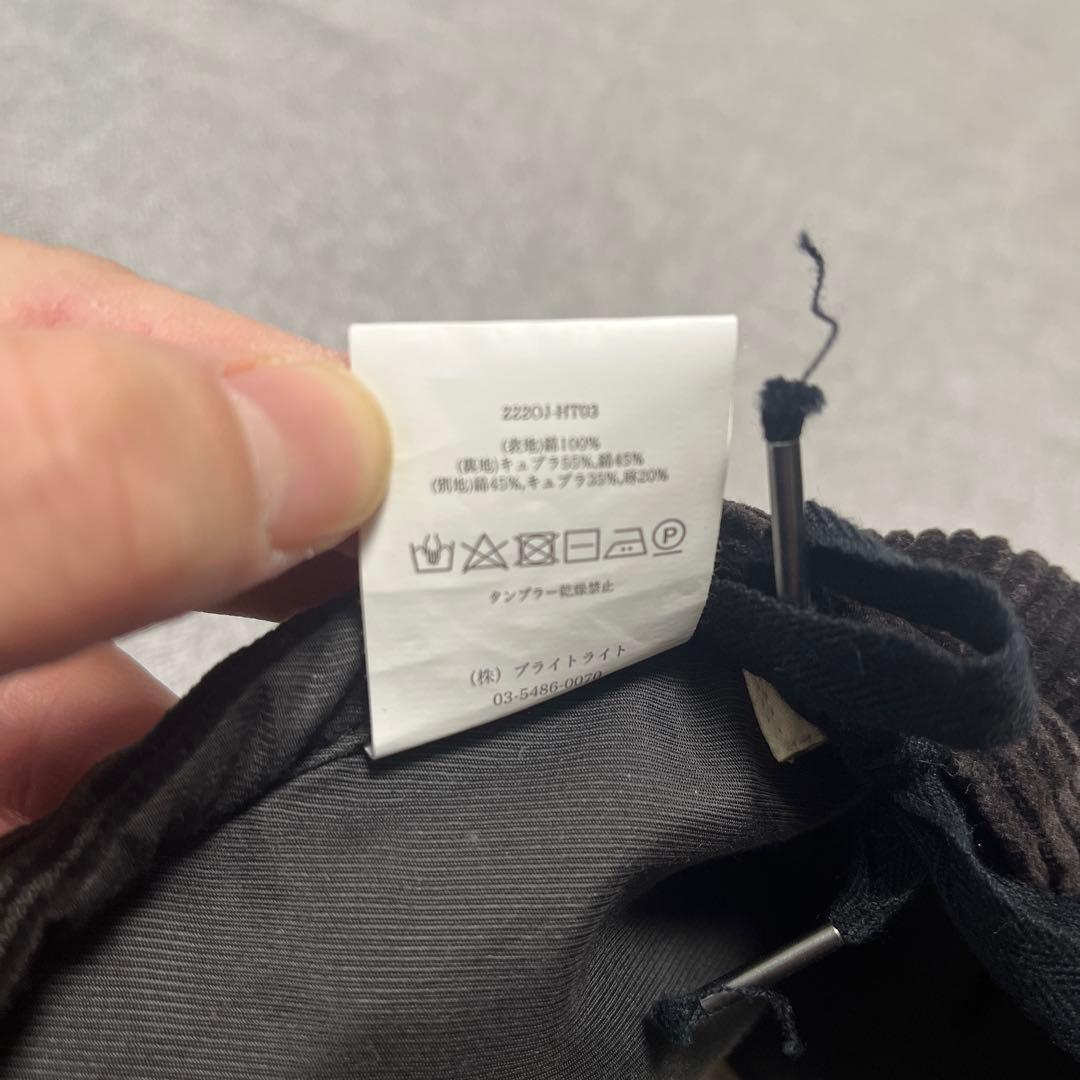 222OJ-HT03
(表地)綿100%
(裏地)キュプラ55%,綿45%
(別地)綿45%,キュプラ35%,麻20%
P
タンブラー乾燥禁止
(株) ブライトライト
03-5486-0070